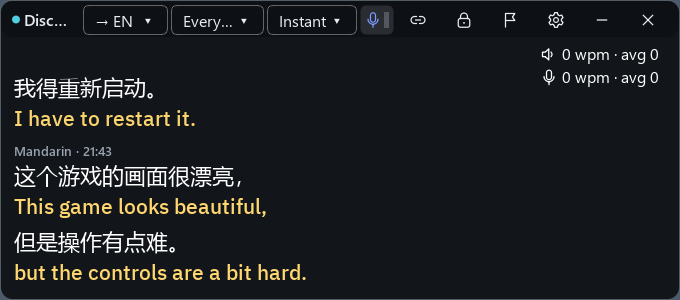 Disc...
→ EN
Every...
Instant
0 wpm · avg 0
0 wpm · avg 0
我得重新启动。
I have to restart it.
Mandarin · 21:43
这个游戏的画面很漂亮，
This game looks beautiful,
但是操作有点难。
but the controls are a bit hard.